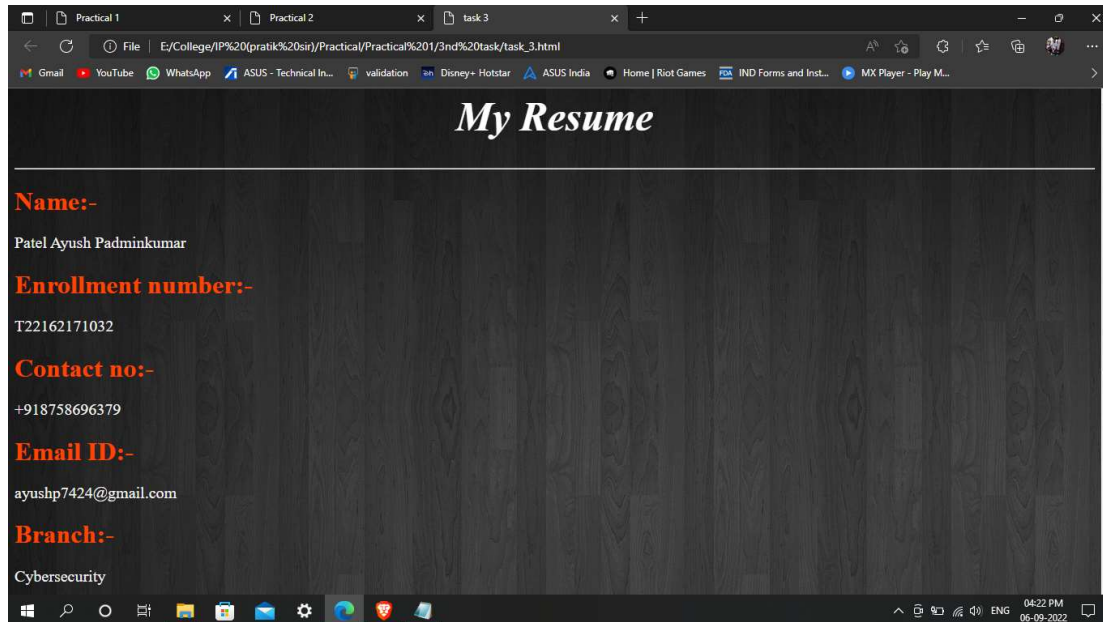 Practical 1
Practical 2
task 3
File E:/College/IP%20(pratik%20sir)/Practical/Practical%201/3nd%20task/task_3.html
Gmail YouTube WhatsApp ASUS - Technical In... validation Disney+ Hotstar ASUS India Home | Riot Games IND Forms and Inst... MX Player - Play M...
My Resume
Name:-
Patel Ayush Padminkumar
Enrollment number:-
T22162171032
Contact no:-
+918758696379
Email ID:-
ayushp7424@gmail.com
Branch:-
Cybersecurity
ENG
04:22 PM
06-09-2022